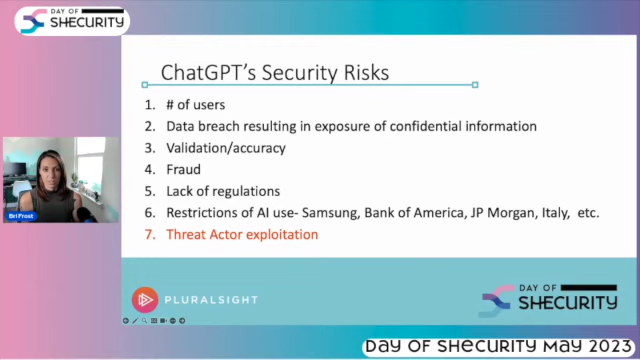 DAY OF
SHECURITY
ChatGPT's Security Risks
1. # of users
2. Data breach resulting in exposure of confidential information
3. Validation/accuracy
4. Fraud
5. Lack of regulations
6. Restrictions of AI use- Samsung, Bank of America, JP Morgan, Italy, etc.
7. Threat Actor exploitation
Bri Frost
PLURALSIGHT
DAY OF
SHECURITY
DAY OF SHECURITY MAY 2023